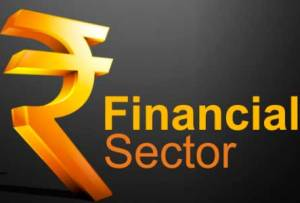 ₹
Financial
Sector